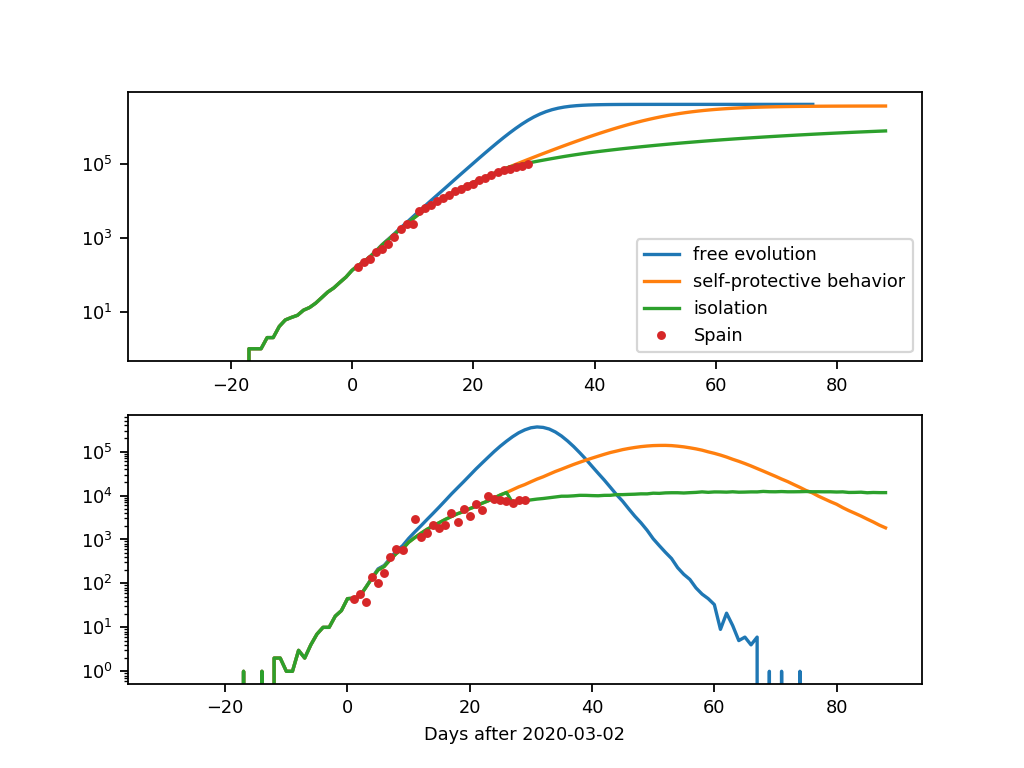 10^5
10^3
10^1
free evolution
self-protective behavior
isolation
Spain
−20 0 20 40 60 80
10^5
10^4
10^3
10^2
10^1
10^0
−20 0 20 40 60 80
Days after 2020-03-02